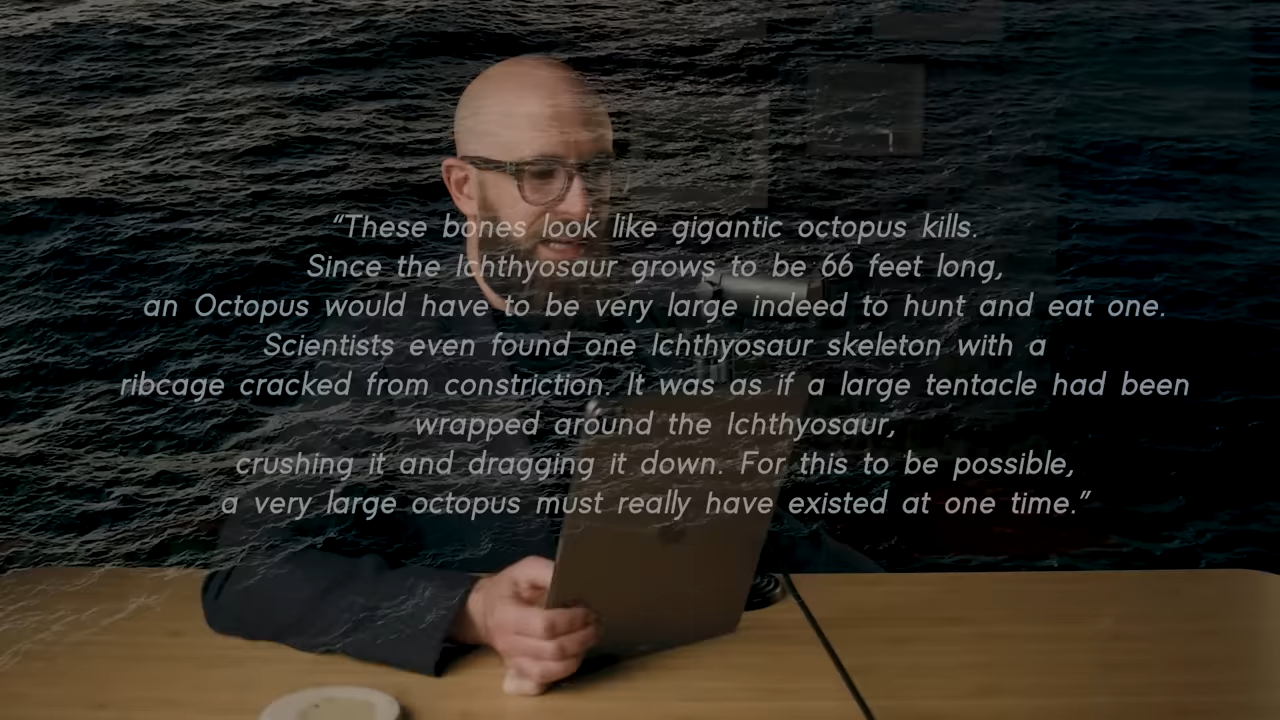 “These bones look like gigantic octopus kills.
Since the Ichthyosaur grows to be 66 feet long,
an Octopus would have to be very large indeed to hunt and eat one.
Scientists even found one Ichthyosaur skeleton with a
ribcage cracked from constriction. It was as if a large tentacle had been
wrapped around the Ichthyosaur,
crushing it and dragging it down. For this to be possible,
a very large octopus must really have existed at one time.”